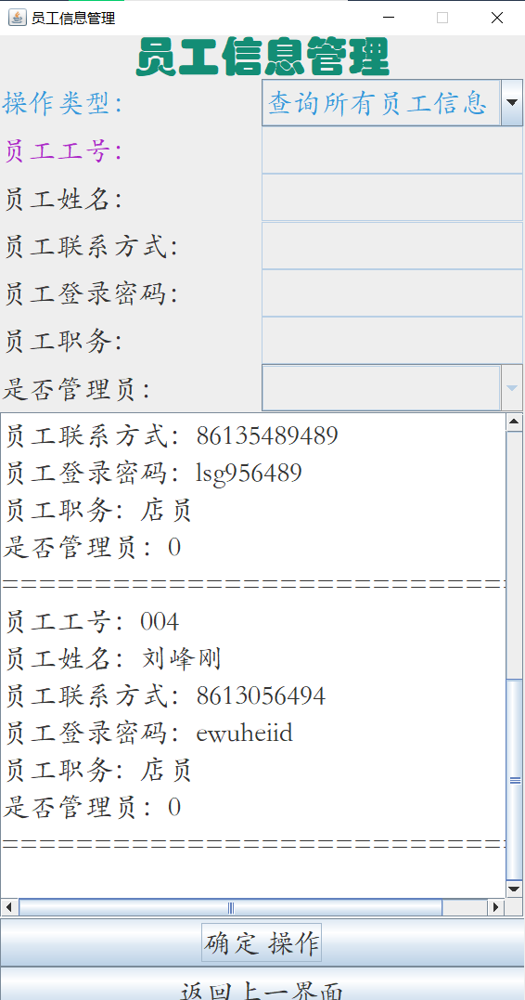 员工信息管理
员工信息管理
操作类型：
查询所有员工信息
员工工号：
员工姓名：
员工联系方式：
员工登录密码：
员工职务：
是否管理员：
员工联系方式：86135489489
员工登录密码：lsg956489
员工职务：店员
是否管理员：0
===========================
员工工号：004
员工姓名：刘峰刚
员工联系方式：8613056494
员工登录密码：ewuheiid
员工职务：店员
是否管理员：0
===========================
确定 操作
返回上一界面